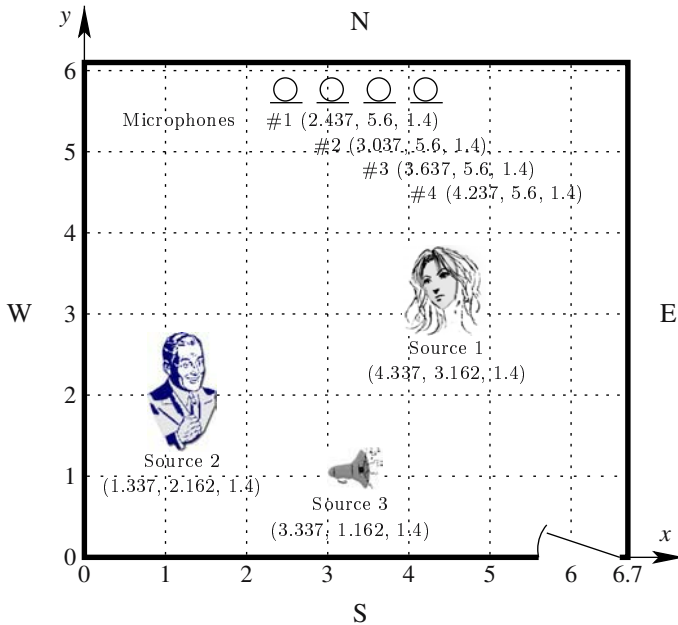 y
N
6
Microphones #1 (2.437, 5.6, 1.4)
5
#2 (3.037, 5.6, 1.4)
#3 (3.637, 5.6, 1.4)
#4 (4.237, 5.6, 1.4)
4
W
3
E
Source 1
(4.337, 3.162, 1.4)
2
Source 2
(1.337, 2.162, 1.4)
1
Source 3
(3.337, 1.162, 1.4)
x
0
0 1 2 3 4 5 6 6.7
S